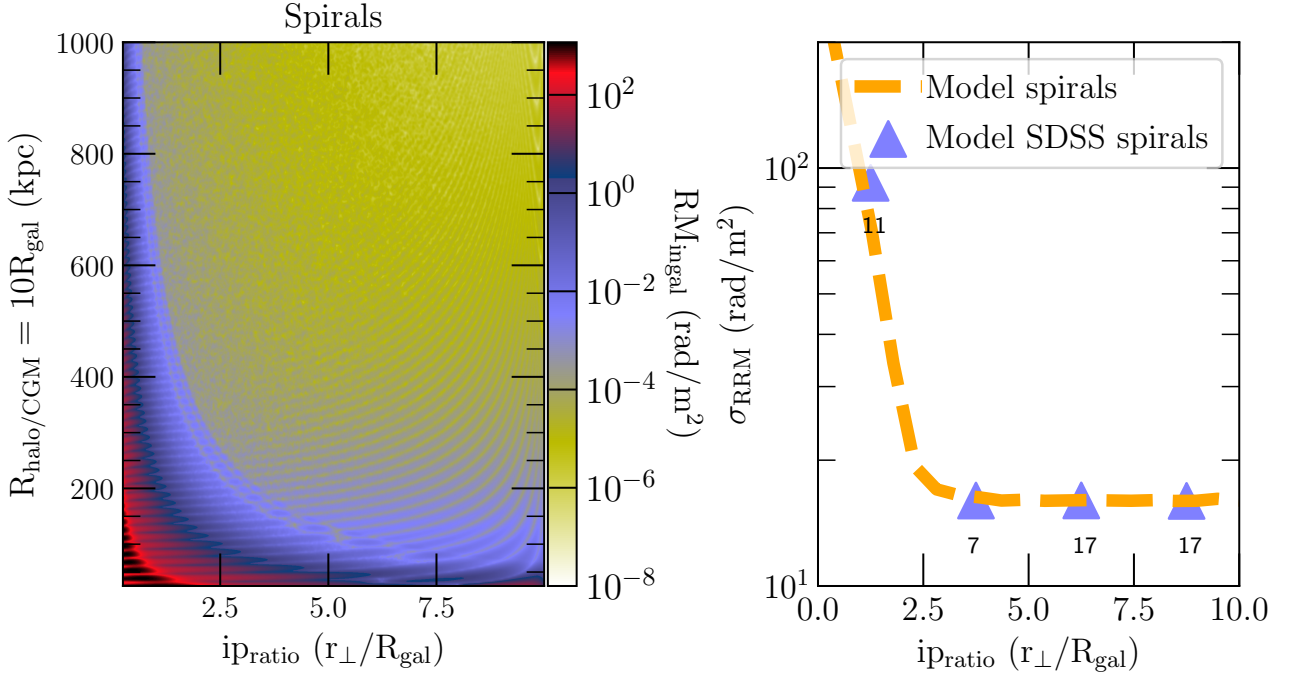 Spirals
R_halo/CGM = 10R_gal (kpc)
1000
800
600
400
200
2.5 5.0 7.5
ip_ratio (r_⊥/R_gal)
10^2
10^0
10^−2
10^−4
10^−6
10^−8
RM_ingal (rad/m^2)
σ_RRM (rad/m^2)
10^2
10^1
Model spirals
Model SDSS spirals
11
7
17
17
0.0 2.5 5.0 7.5 10.0
ip_ratio (r_⊥/R_gal)